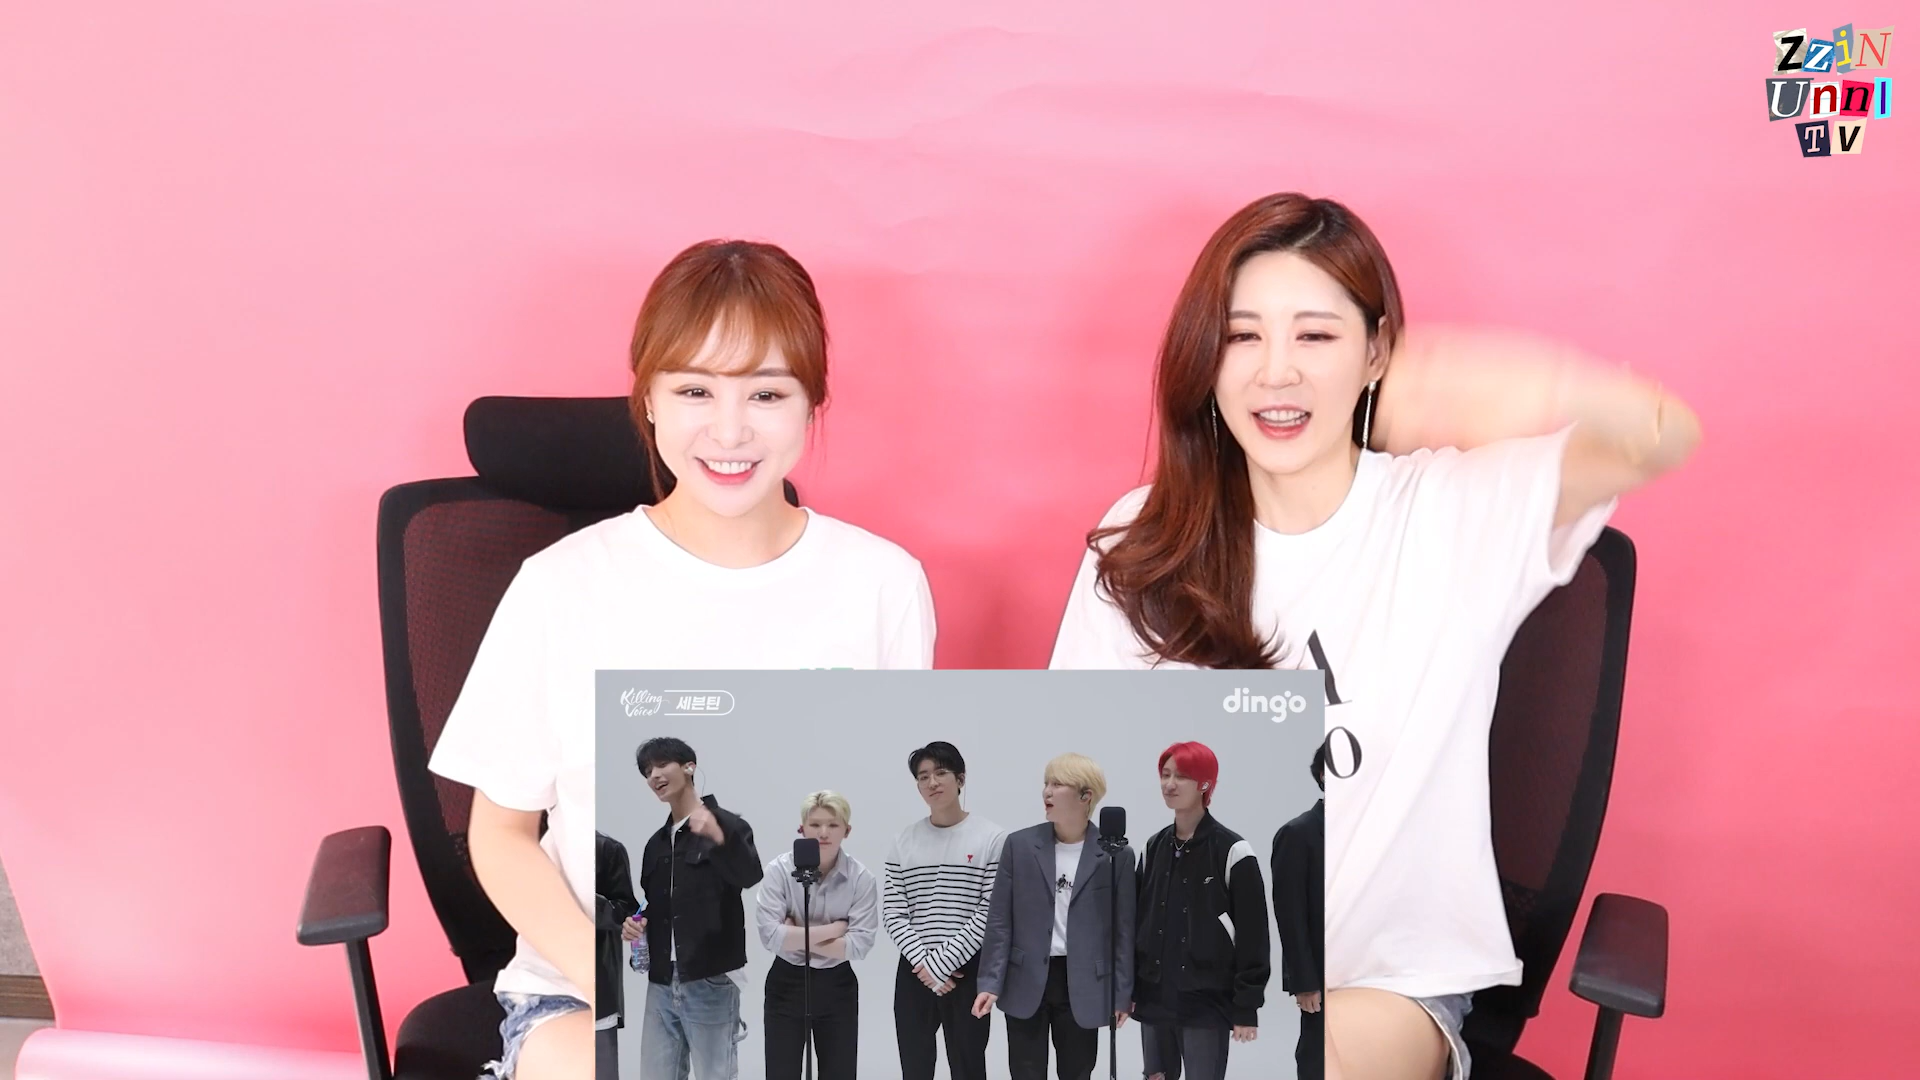 ZziN
UnnI
TV
Killing
Voice
세븐틴
dingo
A
O